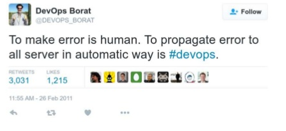 DevOps Borat
@DEVOPS_BORAT
Follow
To make error is human. To propagate error to
all server in automatic way is #devops.
RETWEETS LIKES
3,031 1,215
11:55 AM - 26 Feb 2011